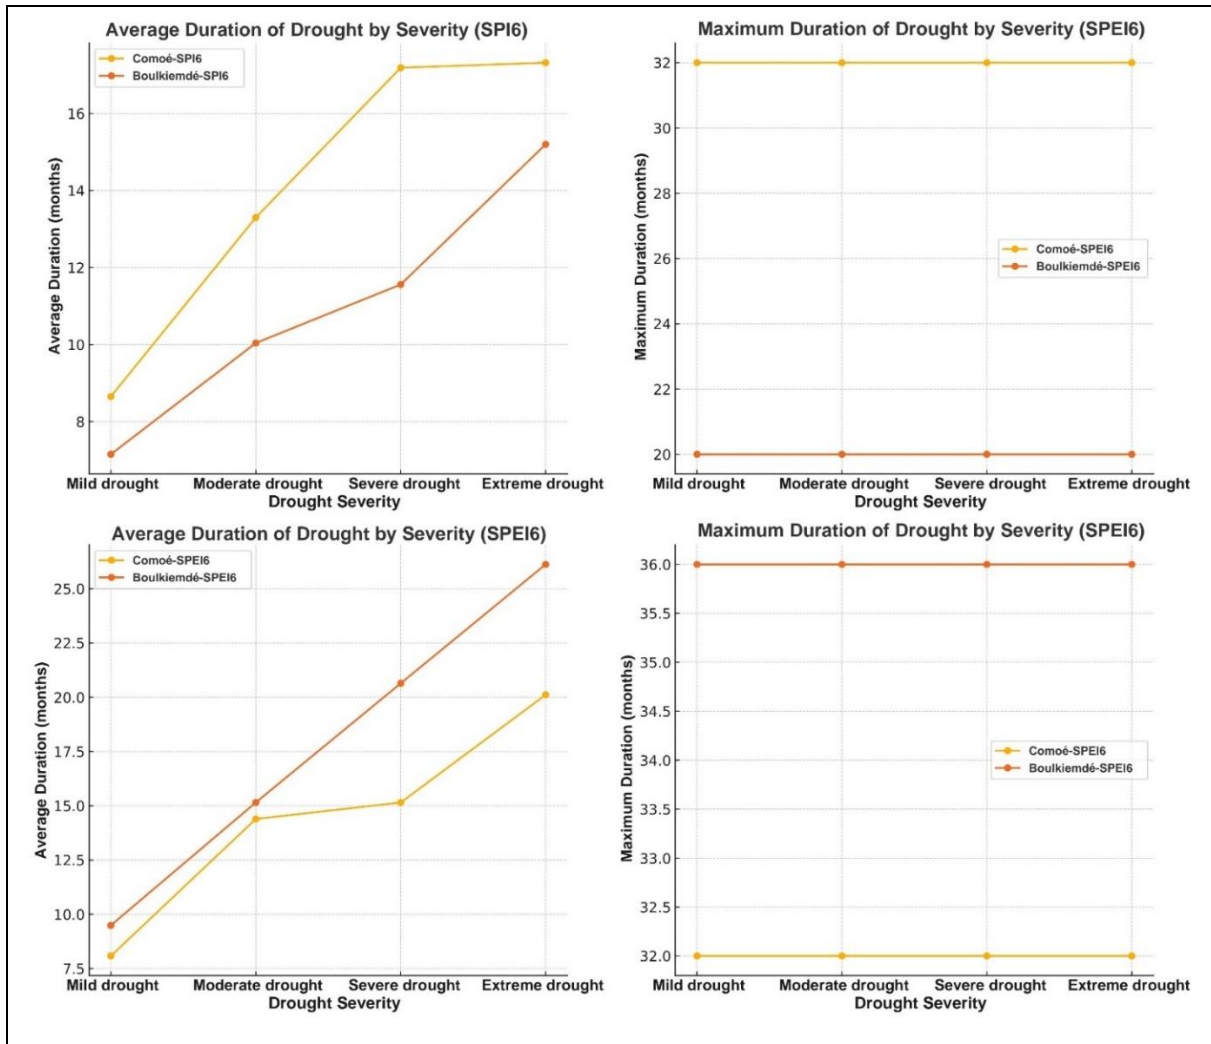 Average Duration of Drought by Severity (SPI6)
Comoé-SPI6
Boulkiemdé-SPI6
Average Duration (months)
16
14
12
10
8
Mild drought
Moderate drought
Severe drought
Extreme drought
Drought Severity
Maximum Duration of Drought by Severity (SPEI6)
32
30
28
26
24
22
20
Maximum Duration (months)
Comoé-SPEI6
Boulkiemdé-SPEI6
Mild drought
Moderate drought
Severe drought
Extreme drought
Drought Severity
Average Duration of Drought by Severity (SPEI6)
Comoé-SPEI6
Boulkiemdé-SPEI6
Average Duration (months)
25.0
22.5
20.0
17.5
15.0
12.5
10.0
7.5
Mild drought
Moderate drought
Severe drought
Extreme drought
Drought Severity
Maximum Duration of Drought by Severity (SPEI6)
36.0
35.5
35.0
34.5
34.0
33.5
33.0
32.5
32.0
Maximum Duration (months)
Comoé-SPEI6
Boulkiemdé-SPEI6
Mild drought
Moderate drought
Severe drought
Extreme drought
Drought Severity